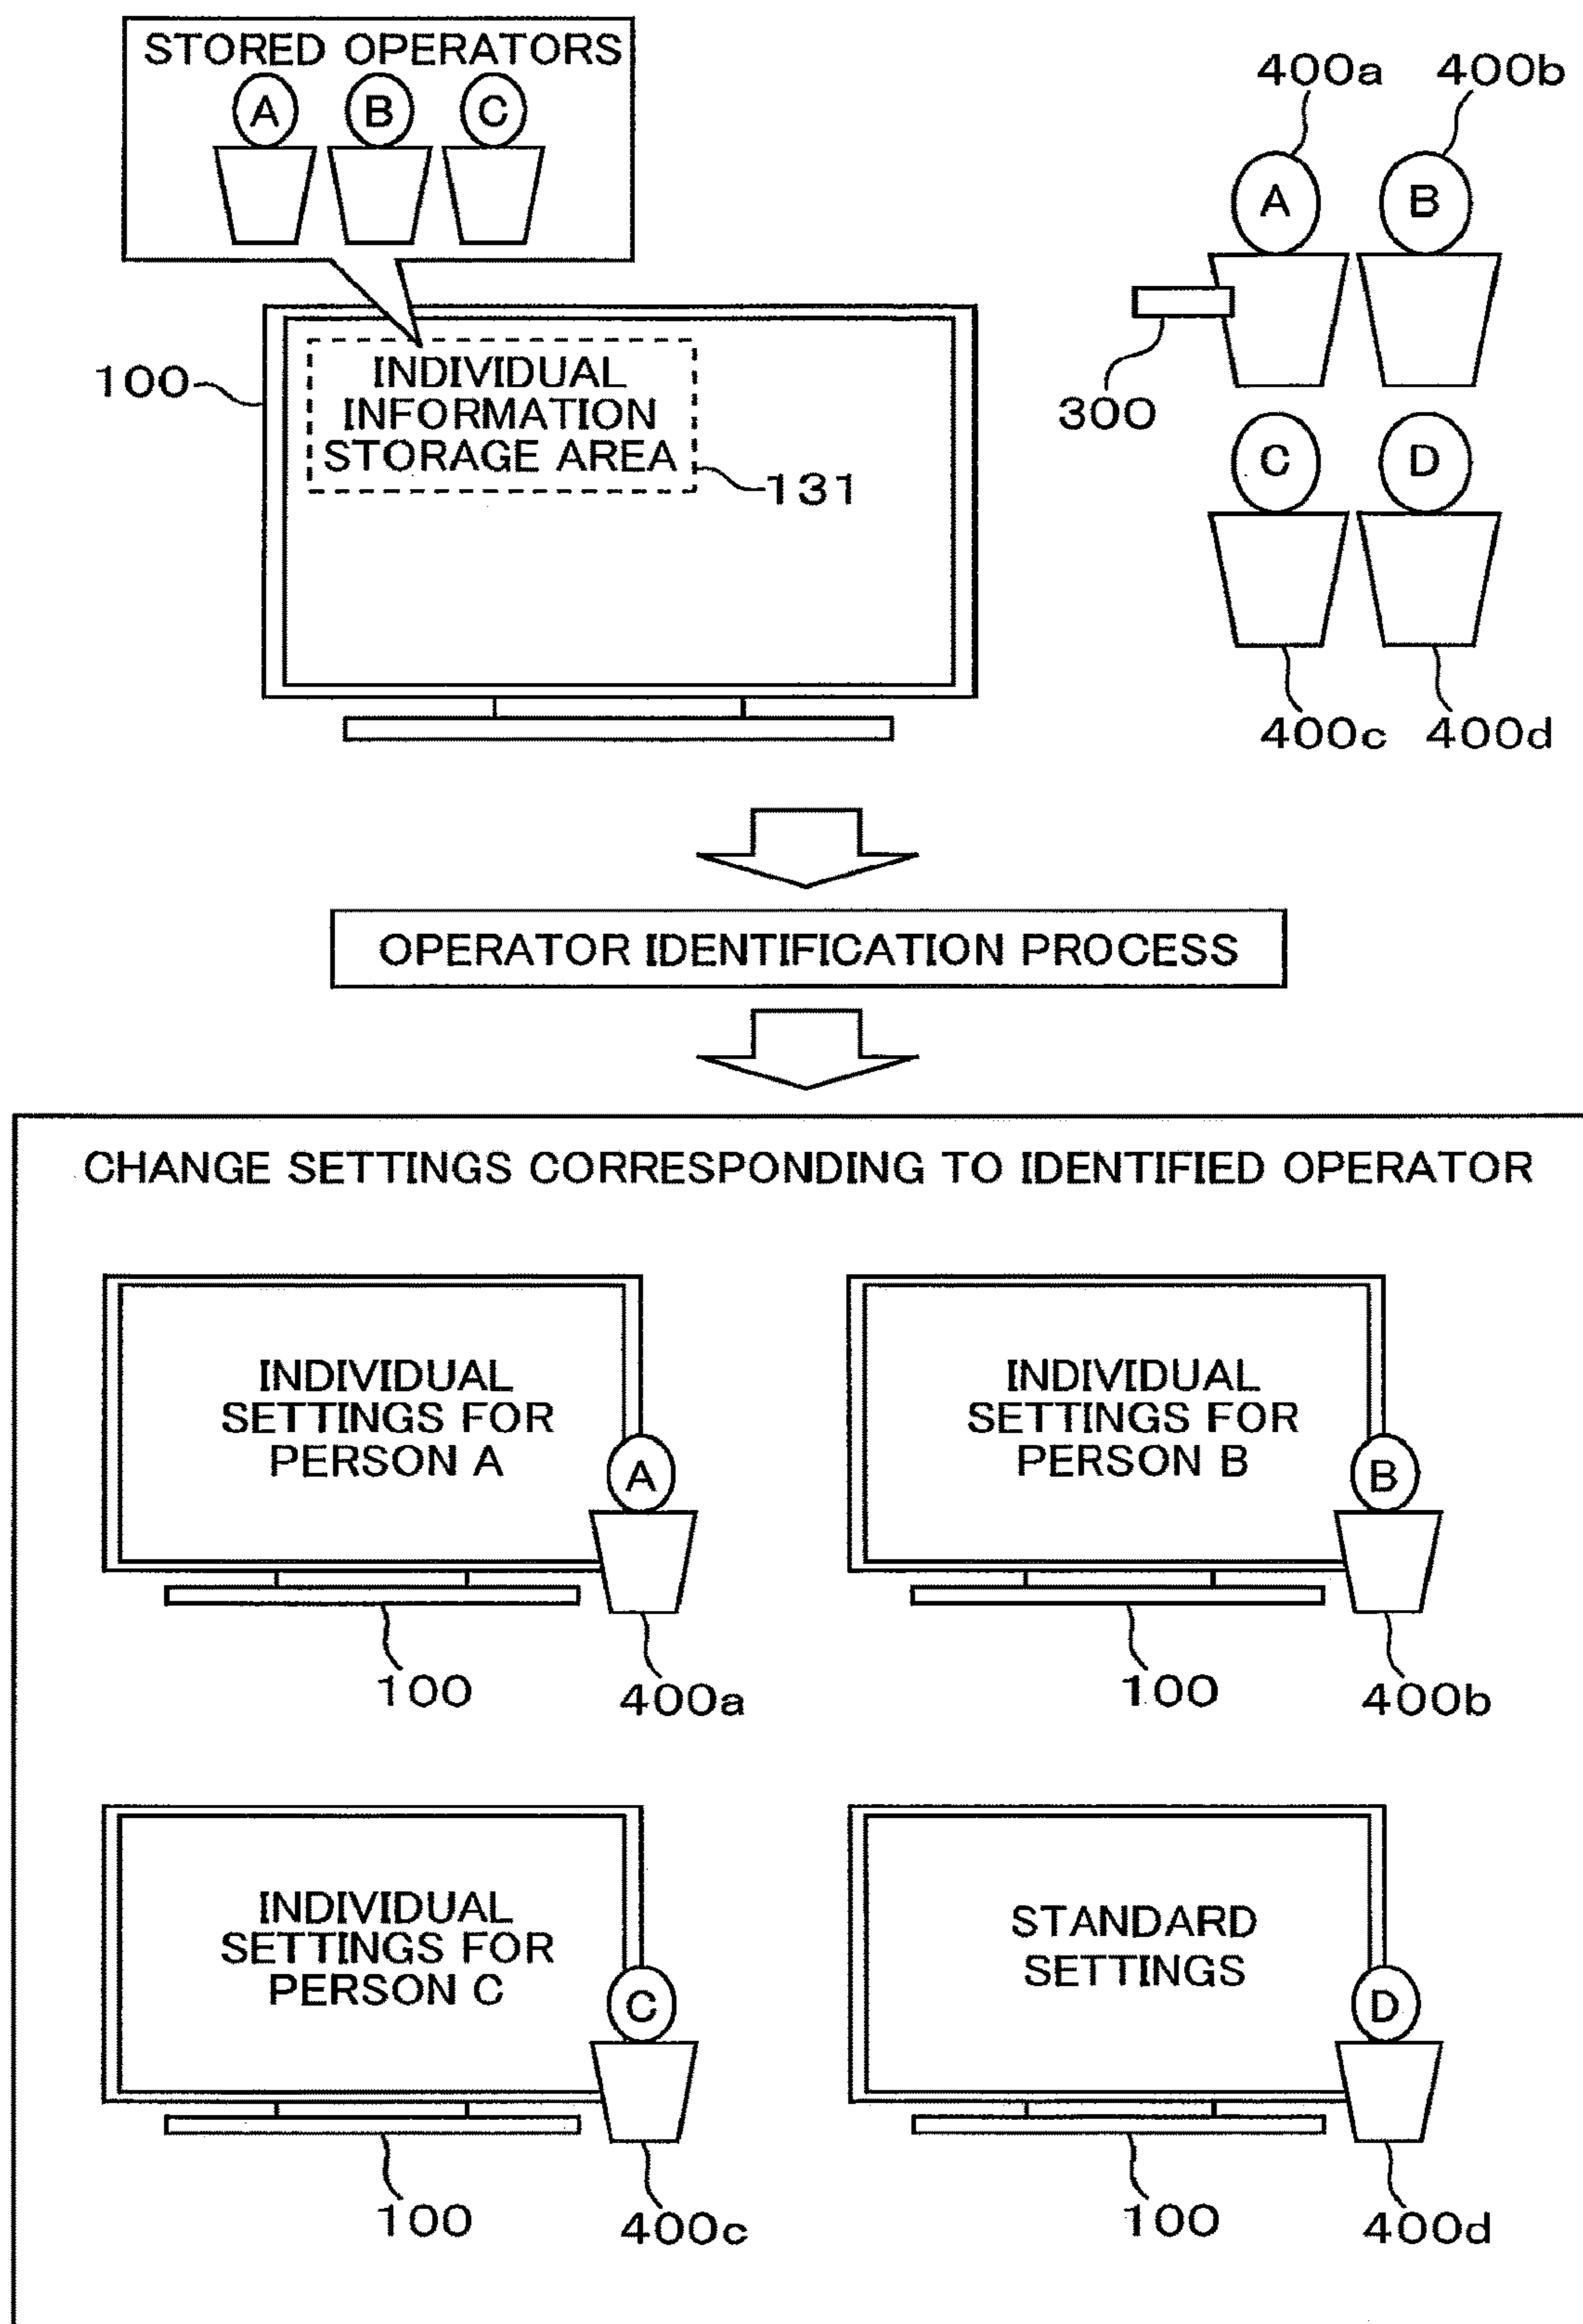 STORED OPERATORS
A B C
400a 400b
A B
300
C D
400c 400d
100
INDIVIDUAL
INFORMATION
STORAGE AREA
131
OPERATOR IDENTIFICATION PROCESS
CHANGE SETTINGS CORRESPONDING TO IDENTIFIED OPERATOR
INDIVIDUAL
SETTINGS FOR
PERSON A
A
100
400a
INDIVIDUAL
SETTINGS FOR
PERSON B
B
100
400b
INDIVIDUAL
SETTINGS FOR
PERSON C
C
100
400c
STANDARD
SETTINGS
D
100
400d